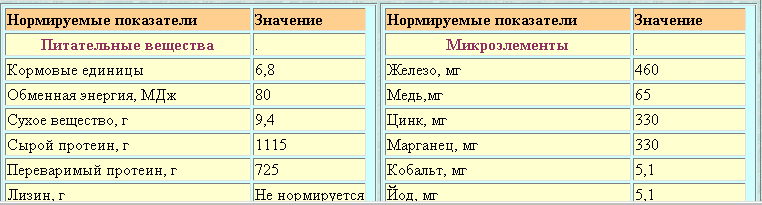 Нормируемые показатели Значение
Питательные вещества .
Кормовые единицы 6,8
Обменная энергия, МДж 80
Сухое вещество, г 9,4
Сырой протеин, г 1115
Переваримый протеин, г 725
Лизин, г Не нормируется
Нормируемые показатели Значение
Микроэлементы .
Железо, мг 460
Медь,мг 65
Цинк, мг 330
Марганец, мг 330
Кобальт, мг 5,1
Йод, мг 5,1